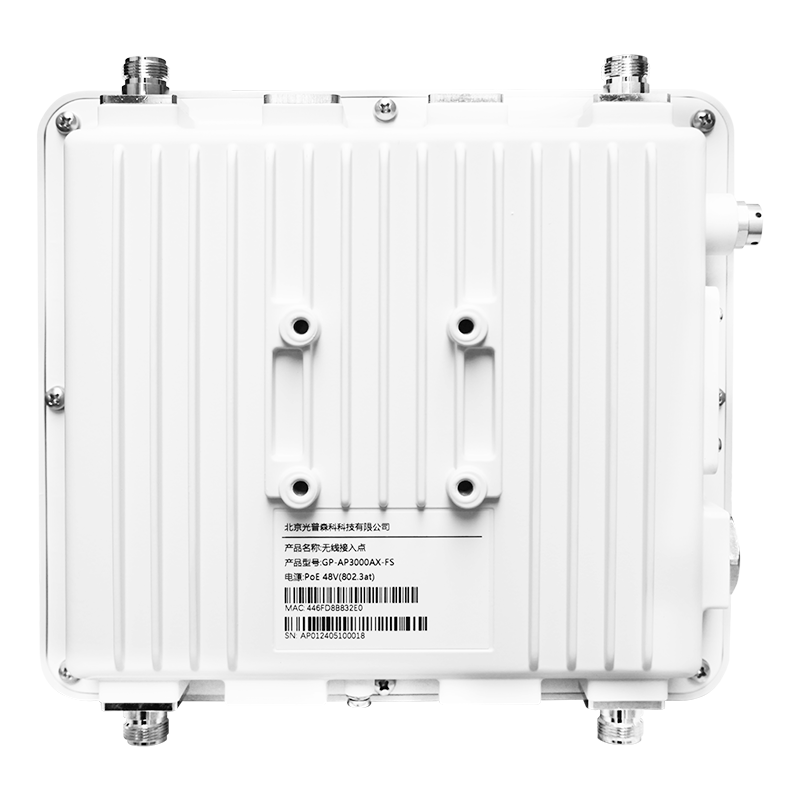 北京光普森科科技有限公司
产品名称:无线接入点
产品型号:GP-AP3000AX-FS
电源:PoE 48V(802.3at)
MAC: 446FD8B832E0
SN: AP012405100018